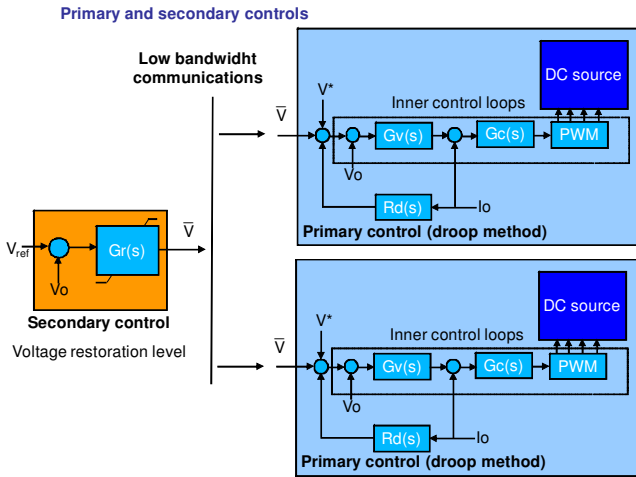 Primary and secondary controls
Low bandwidht
communications
DC source
V*
V̅
Inner control loops
Gv(s)
Gc(s)
PWM
Vo
Rd(s)
Io
Primary control (droop method)
Vref
Gr(s)
V̅
Vo
Secondary control
Voltage restoration level
DC source
V*
V̅
Inner control loops
Gv(s)
Gc(s)
PWM
Vo
Rd(s)
Io
Primary control (droop method)